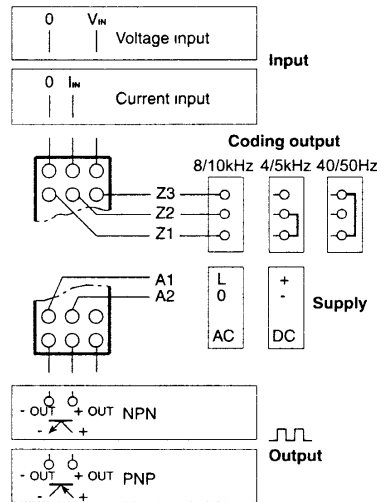 0 VIN
Voltage input
Input
0 IIN
Current input
Coding output
8/10kHz 4/5kHz 40/50Hz
Z3
Z2
Z1
A1
A2
L +
0 -
Supply
AC DC
- OUT + OUT NPN
- +
Output
- OUT + OUT PNP
- +